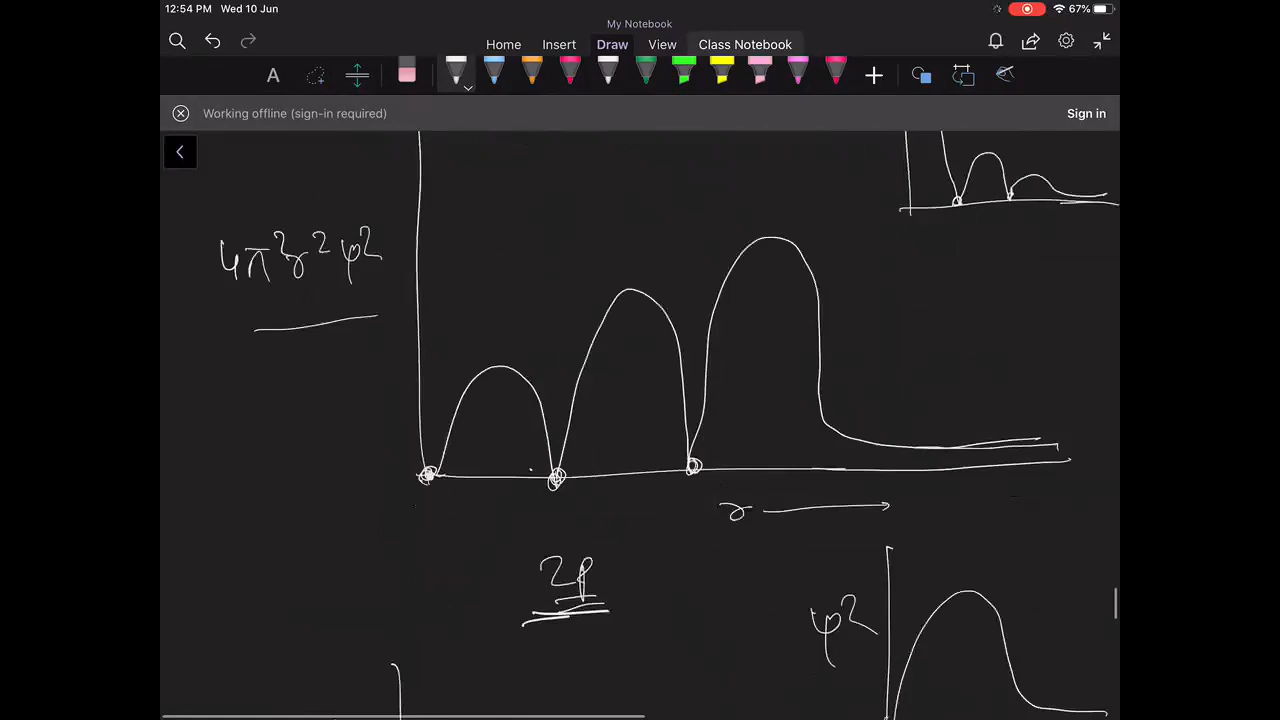 12:54 PM Wed 10 Jun
67%
My Notebook
Home Insert Draw View Class Notebook
A
Working offline (sign-in required)
Sign in
4π²r²ψ²
r
2p
ψ²